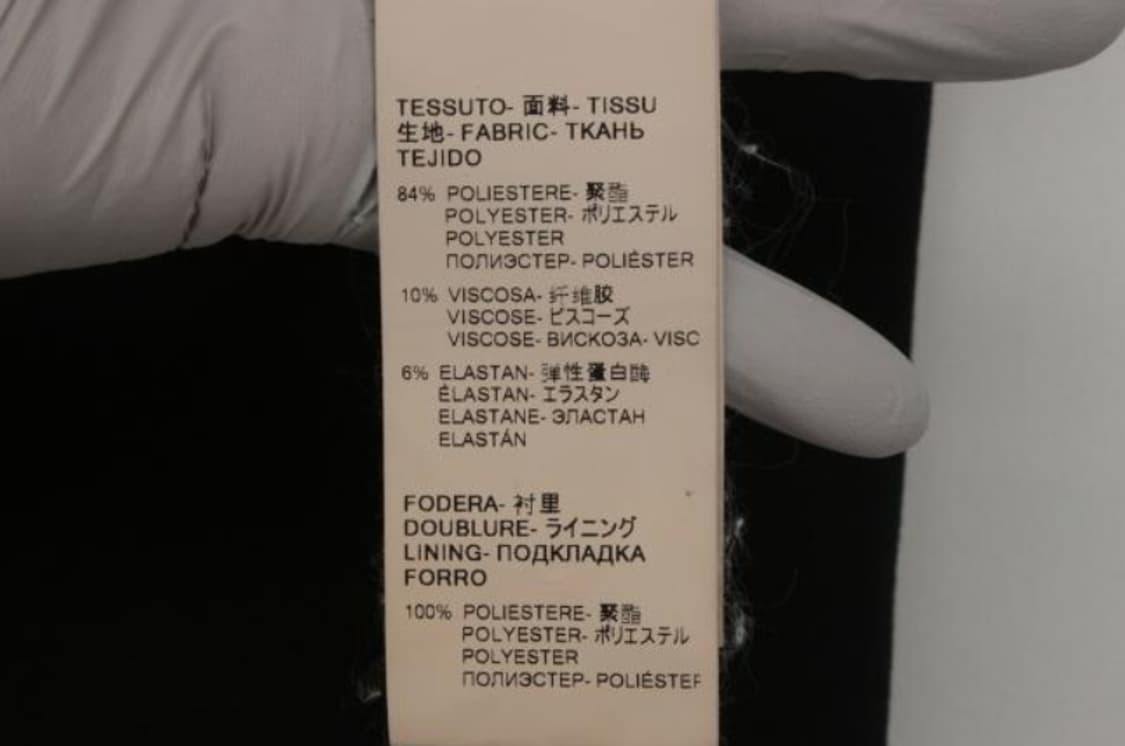 TESSUTO- 面料- TISSU
生地- FABRIC- ТКАНЬ
TEJIDO
84% POLIESTERE- 聚酯
POLYESTER- ポリエステル
POLYESTER
ПОЛИЭСТЕР- POLIÉSTER
10% VISCOSA- 纤维胶
VISCOSE- ビスコーズ
VISCOSE- ВИСКОЗА- VISC
6% ELASTAN- 弹性蛋白酶
ÉLASTAN- エラスタン
ELASTANE- ЭЛАСТАН
ELASTÁN
FODERA- 衬里
DOUBLURE- ライニング
LINING- ПОДКЛАДКА
FORRO
100% POLIESTERE- 聚酯
POLYESTER- ポリエステル
POLYESTER
ПОЛИЭСТЕР- POLIÉSTER